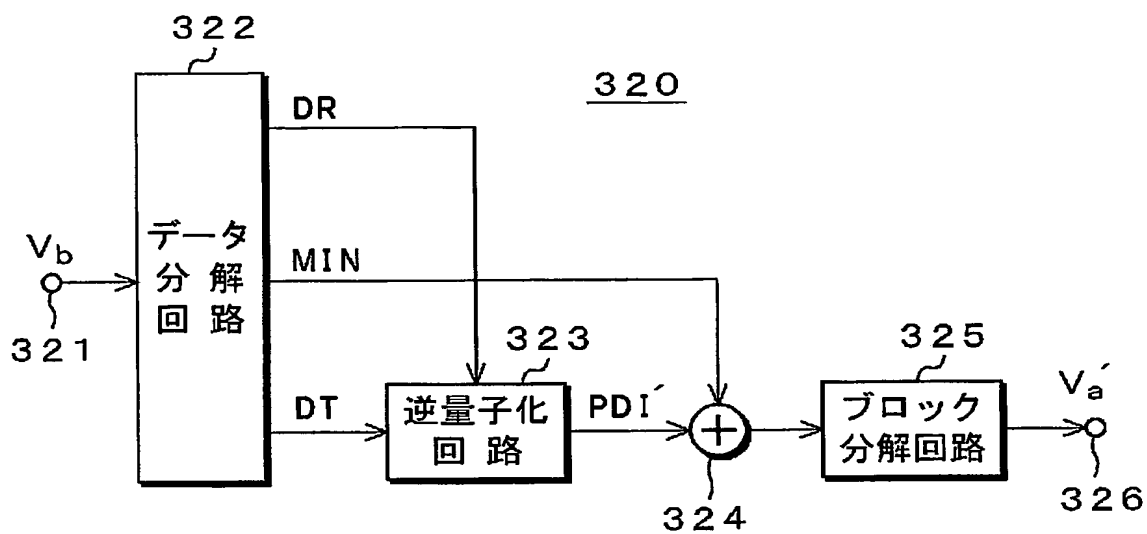 322
320
DR
データ
分解
回路
Vb
321
MIN
323
DT
逆量子化
回路
PDI´
324
325
ブロック
分解回路
Va´
326